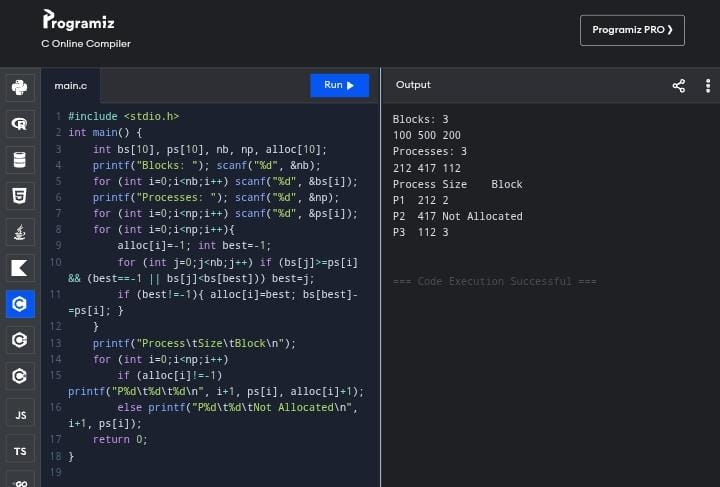 Programiz
C Online Compiler
Programiz PRO ❯
main.c
Run ▶
Output
1 #include <stdio.h>
2 int main() {
3     int bs[10], ps[10], nb, np, alloc[10];
4     printf("Blocks: "); scanf("%d", &nb);
5     for (int i=0;i<nb;i++) scanf("%d", &bs[i]);
6     printf("Processes: "); scanf("%d", &np);
7     for (int i=0;i<np;i++) scanf("%d", &ps[i]);
8     for (int i=0;i<np;i++){
9         alloc[i]=-1; int best=-1;
10         for (int j=0;j<nb;j++) if (bs[j]>=ps[i]
&& (best==-1 || bs[j]<bs[best])) best=j;
11         if (best!=-1){ alloc[i]=best; bs[best]-
=ps[i]; }
12     }
13     printf("Process\tSize\tBlock\n");
14     for (int i=0;i<np;i++)
15         if (alloc[i]!=-1)
printf("P%d\t%d\t%d\n", i+1, ps[i], alloc[i]+1);
16         else printf("P%d\t%d\tNot Allocated\n",
i+1, ps[i]);
17     return 0;
18 }
19
Blocks: 3
100 500 200
Processes: 3
212 417 112
Process Size    Block
P1  212 2
P2  417 Not Allocated
P3  112 3
=== Code Execution Successful ===
JS
TS
GO